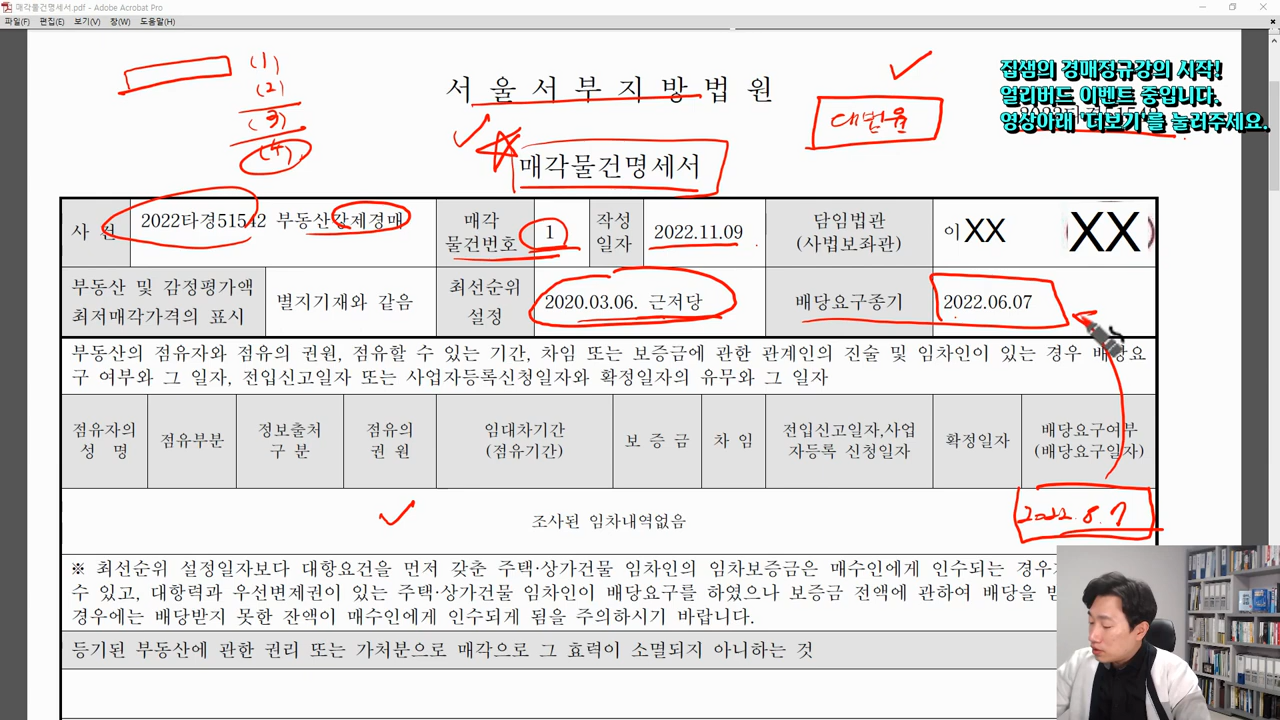 매각물건명세서.pdf - Adobe Acrobat Pro
파일(F) 편집(E) 보기(V) 창(W) 도움말(H)
(1)
(2)
(3)
(4)
서 울 서 부 지 방 법 원
대법원
집샘의 경매정규강의 시작!
얼리버드 이벤트 중입니다.
영상아래 '더보기'를 눌러주세요.
매각물건명세서
사 건 2022타경51542 부동산강제경매 매각 물건번호 1 작성 일자 2022.11.09 담임법관 (사법보좌관) 이XX XX
부동산 및 감정평가액 최저매각가격의 표시 별지기재와 같음 최선순위 설정 2020.03.06. 근저당 배당요구종기 2022.06.07
부동산의 점유자와 점유의 권원, 점유할 수 있는 기간, 차임 또는 보증금에 관한 관계인의 진술 및 임차인이 있는 경우 배당요
구 여부와 그 일자, 전입신고일자 또는 사업자등록신청일자와 확정일자의 유무와 그 일자
점유자의 성 명 점유부분 정보출처 구 분 점유의 권 원 임대차기간 (점유기간) 보 증 금 차 임 전입신고일자,사업 자등록 신청일자 확정일자 배당요구여부 (배당요구일자)
조사된 임차내역없음
2022.8.7
※ 최선순위 설정일자보다 대항요건을 먼저 갖춘 주택·상가건물 임차인의 임차보증금은 매수인에게 인수되는 경우
수 있고, 대항력과 우선변제권이 있는 주택·상가건물 임차인이 배당요구를 하였으나 보증금 전액에 관하여 배당을
경우에는 배당받지 못한 잔액이 매수인에게 인수되게 됨을 주의하시기 바랍니다.
등기된 부동산에 관한 권리 또는 가처분으로 매각으로 그 효력이 소멸되지 아니하는 것